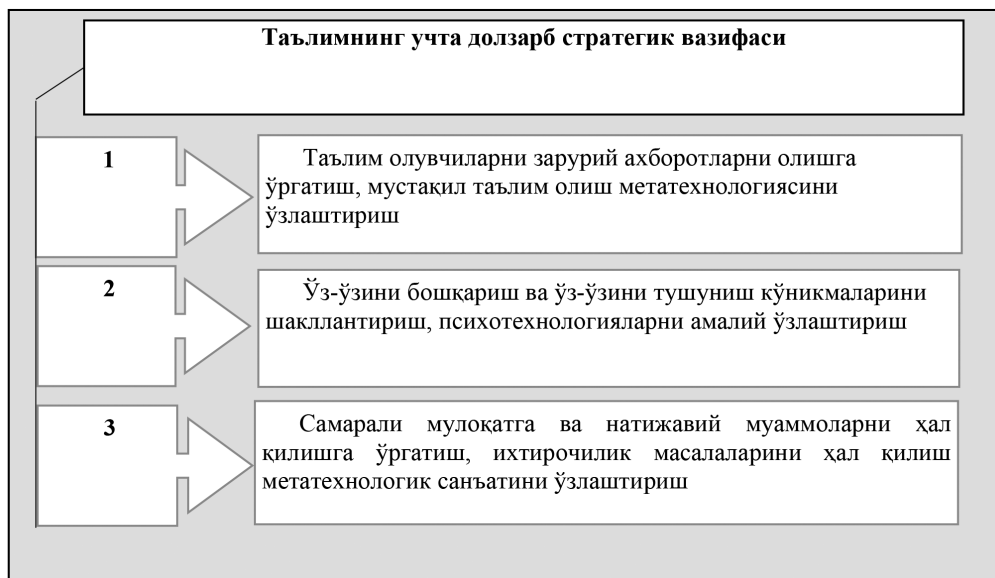 Таълимнинг учта долзарб стратегик вазифаси
1
Таълим олувчиларни зарурий ахборотларни олишга
ўргатиш, мустақил таълим олиш метатехнологиясини
ўзлаштириш
2
Ўз-ўзини бошқариш ва ўз-ўзини тушуниш кўникмаларини
шакллантириш, психотехнологияларни амалий ўзлаштириш
3
Самарали мулоқатга ва натижавий муаммоларни ҳал
қилишга ўргатиш, ихтирочилик масалаларини ҳал қилиш
метатехнологик санъатини ўзлаштириш